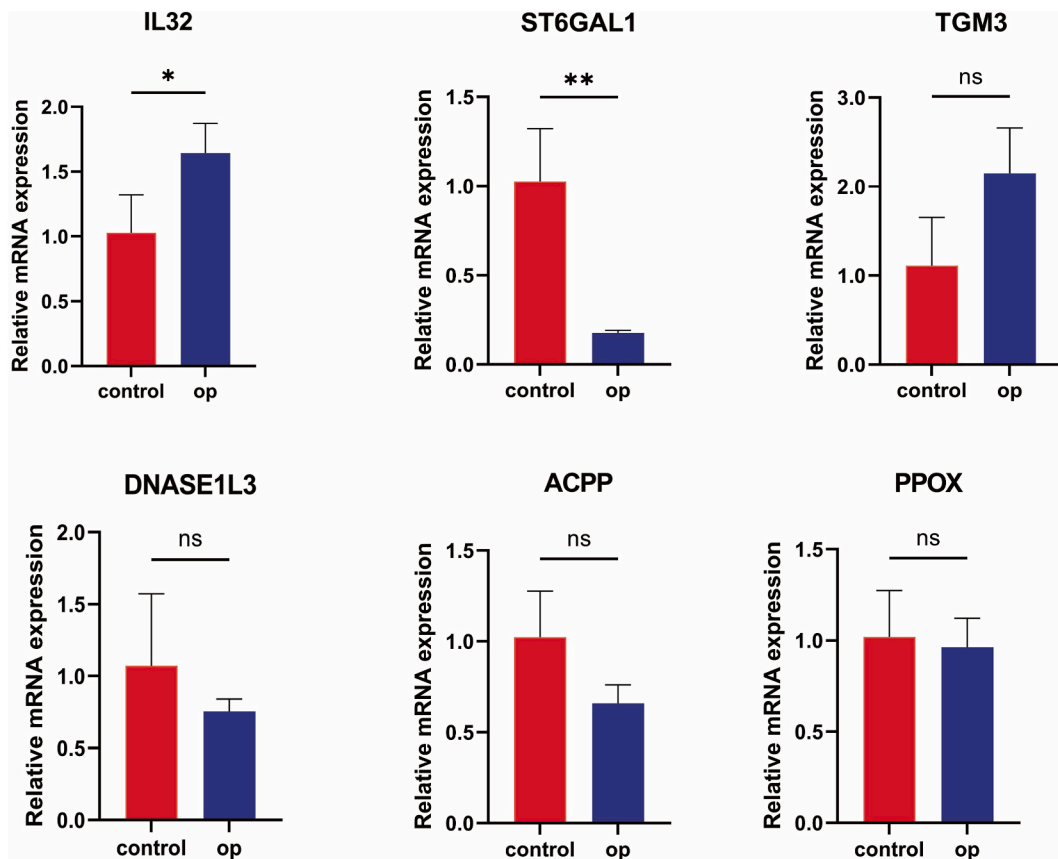 IL32
*
Relative mRNA expression
2.0
1.5
1.0
0.5
0.0
control op
ST6GAL1
**
Relative mRNA expression
1.5
1.0
0.5
0.0
control op
TGM3
ns
Relative mRNA expression
3.0
2.0
1.0
0.0
control op
DNASE1L3
ns
Relative mRNA expression
2.0
1.5
1.0
0.5
0.0
control op
ACPP
ns
Relative mRNA expression
1.5
1.0
0.5
0.0
control op
PPOX
ns
Relative mRNA expression
1.5
1.0
0.5
0.0
control op